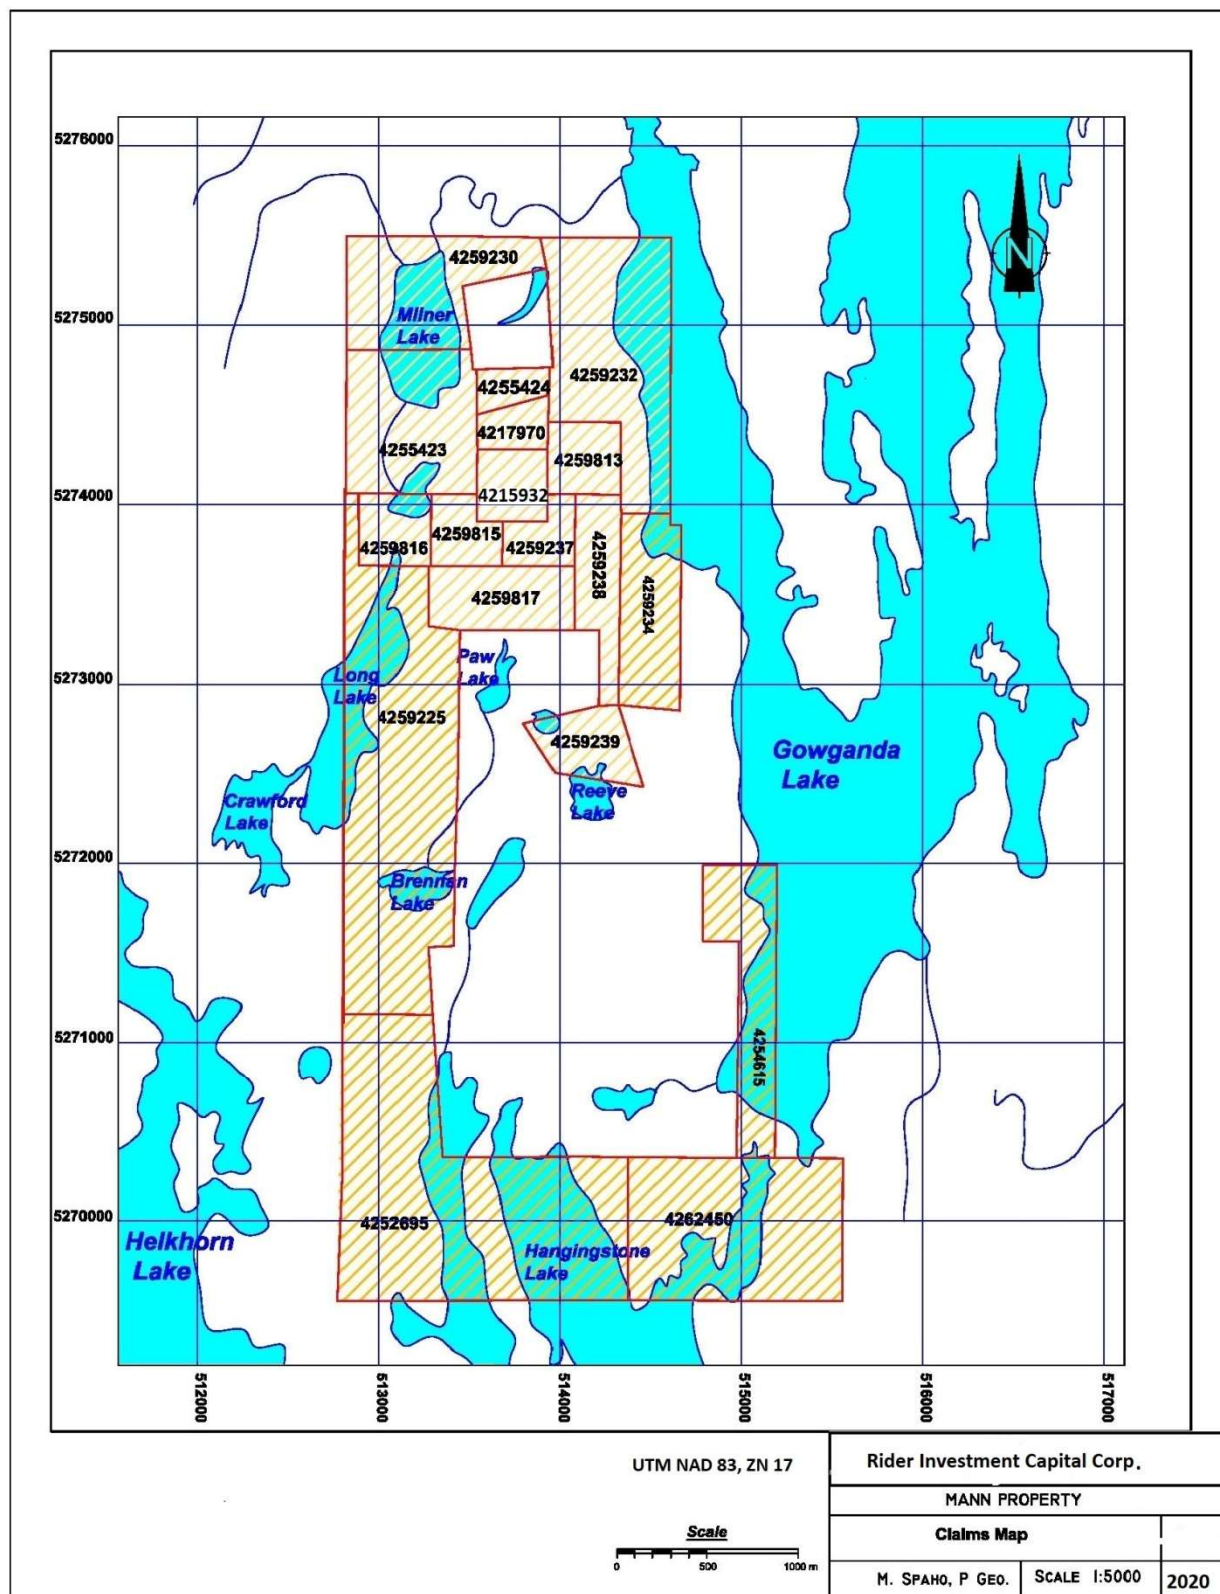 5276000
4259230
5275000
Milner
Lake
4259232
4255424
4217970
4255423
4259813
5274000
4215932
4259815
4259816
4259237
4259238
4259234
4259817
Paw
Lake
5273000
Long
Lake
4259225
4259239
Gowganda
Lake
Reeve
Lake
Crawford
Lake
5272000
Brennan
Lake
5271000
4254615
5270000
4252695
4262450
Helkhorn
Lake
Hangingstone
Lake
N
512000
513000
514000
515000
516000
517000
UTM NAD 83, ZN 17
Rider Investment Capital Corp.
MANN PROPERTY
Scale
0 500 1000 m
Claims Map
M. SPAHO, P GEO.
SCALE 1:5000
2020